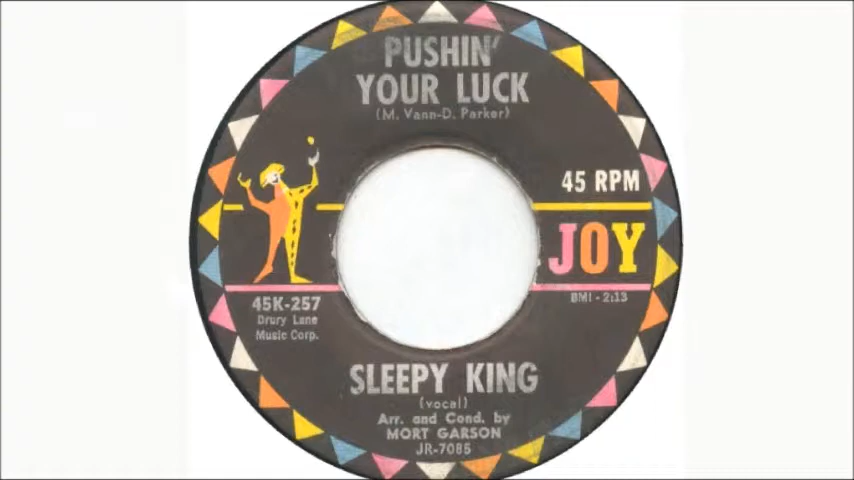 PUSHIN'
YOUR LUCK
(M. Vann-D. Parker)
45 RPM
JOY
45K-257
Drury Lane
Music Corp.
BMI - 2:13
SLEEPY KING
(vocal)
Arr. and Cond. by
MORT GARSON
JR-7085